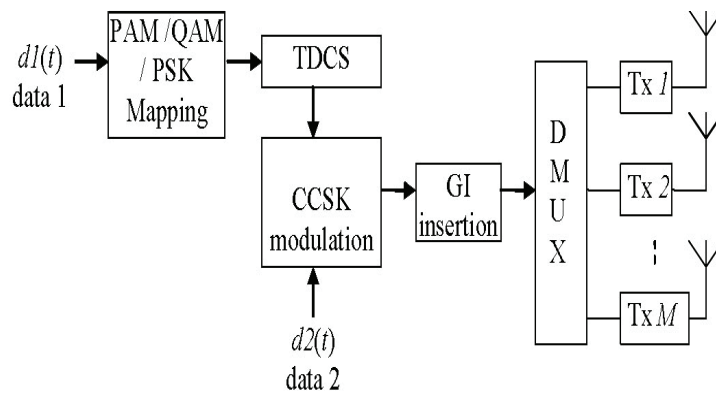 d1(t)
data 1
PAM /QAM
/ PSK
Mapping
TDCS
CCSK
modulation
d2(t)
data 2
GI
insertion
D
M
U
X
Tx 1
Tx 2
Tx M